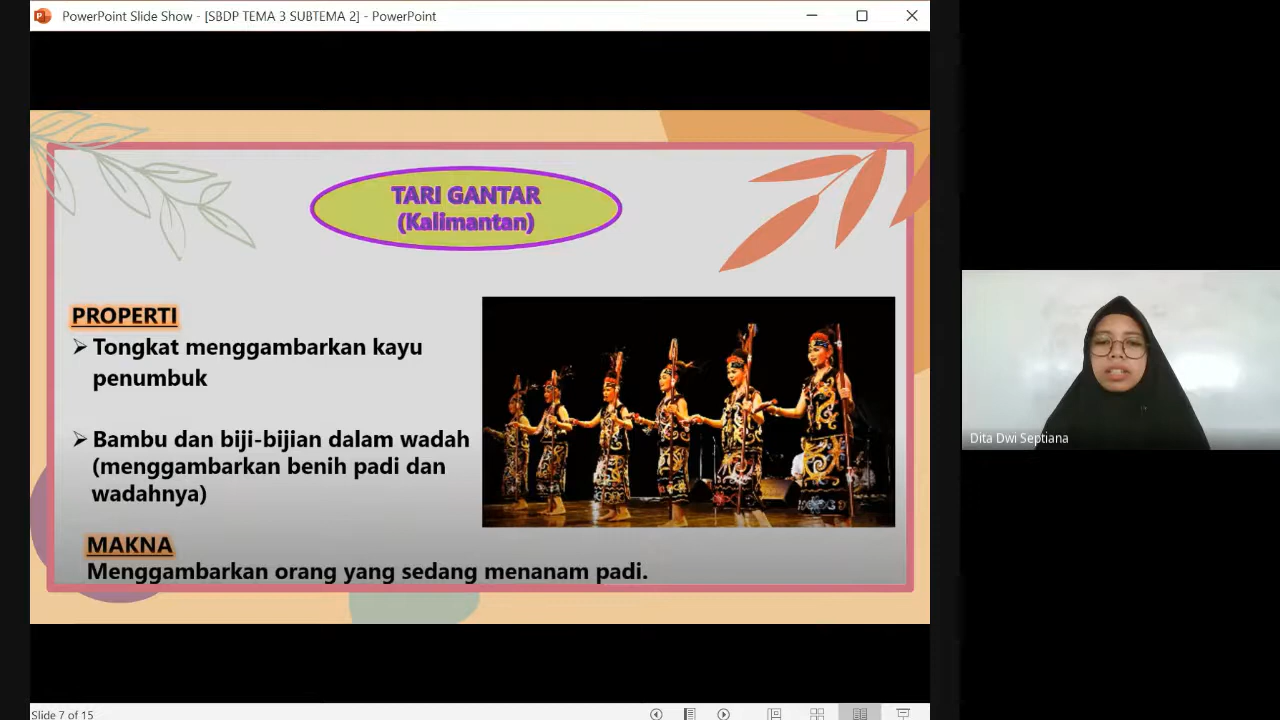 PowerPoint Slide Show - [SBDP TEMA 3 SUBTEMA 2] - PowerPoint
TARI GANTAR
(Kalimantan)
PROPERTI
➢ Tongkat menggambarkan kayu
penumbuk
➢ Bambu dan biji-bijian dalam wadah
(menggambarkan benih padi dan
wadahnya)
MAKNA
Menggambarkan orang yang sedang menanam padi.
Dita Dwi Septiana
Slide 7 of 15